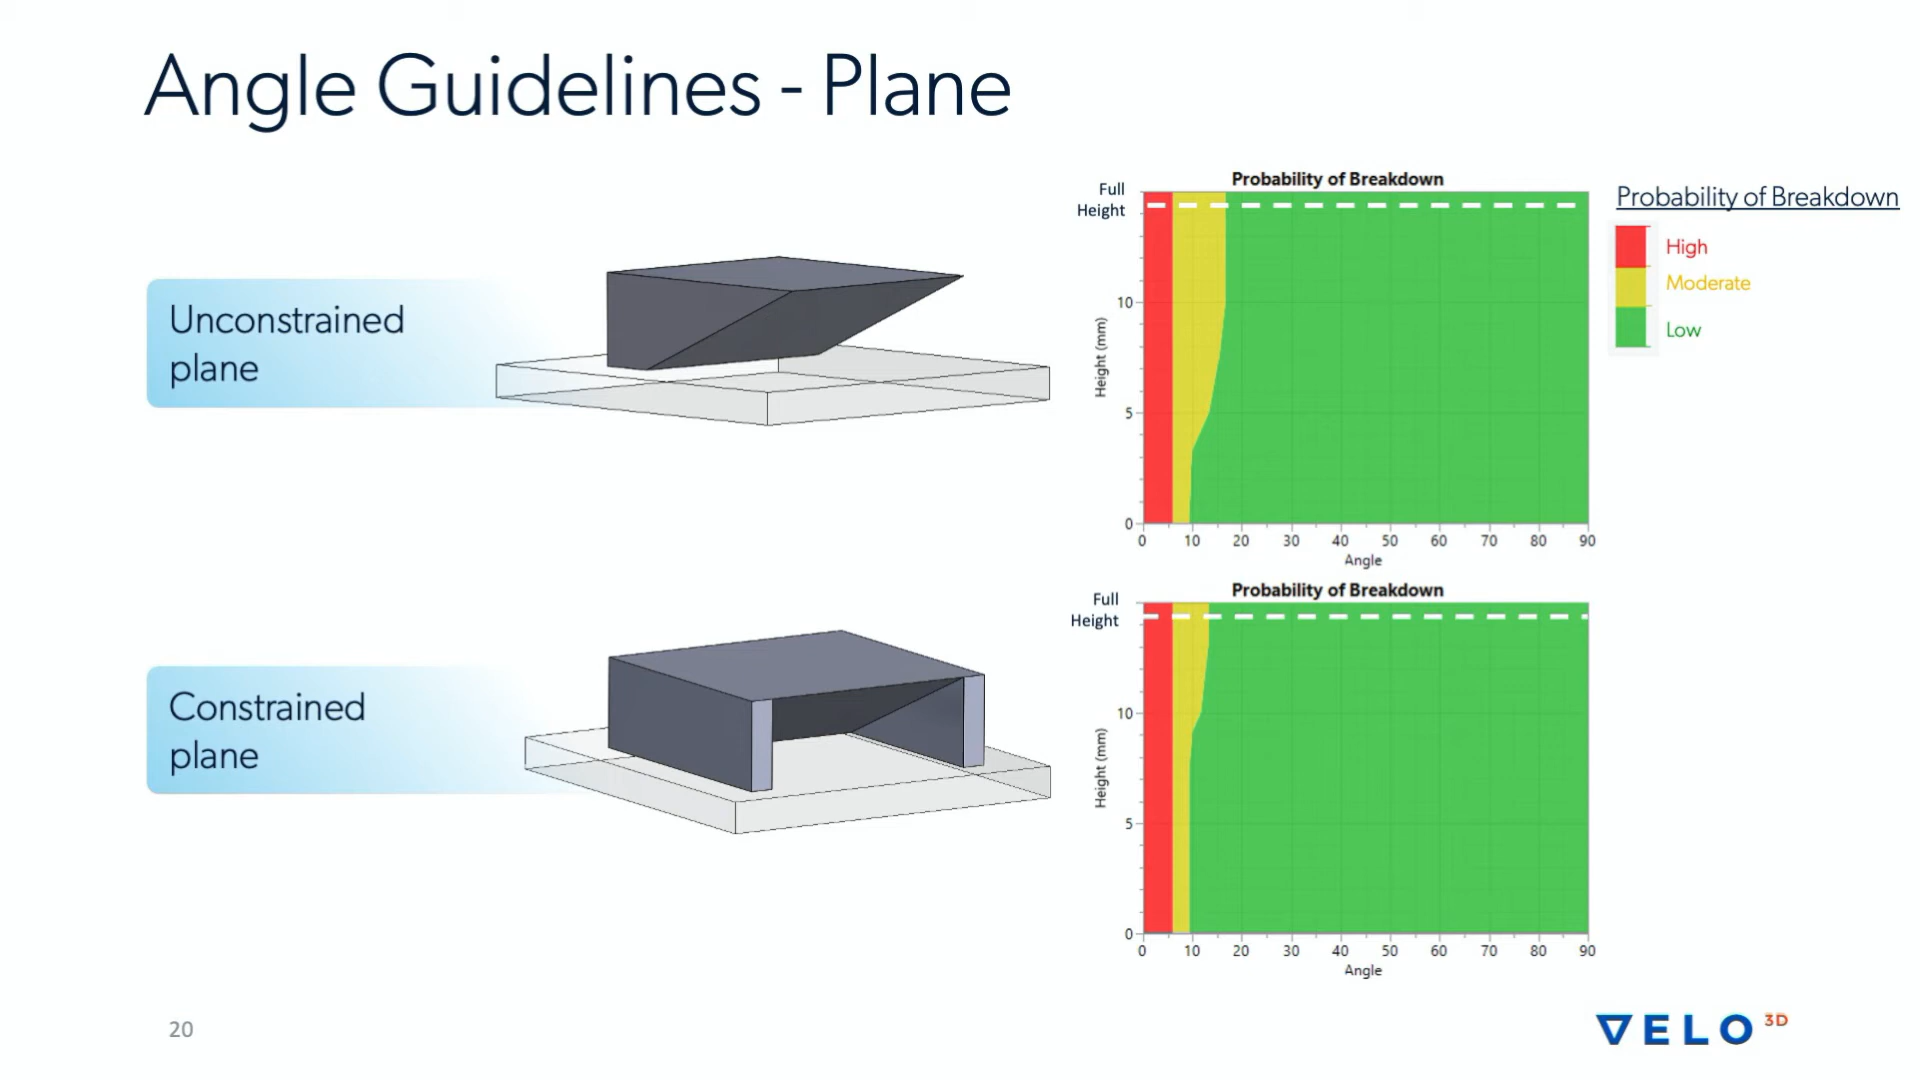 Angle Guidelines - Plane
Unconstrained
plane
Probability of Breakdown
Full
Height
10
5
0
Height (mm)
0 10 20 30 40 50 60 70 80 90
Angle
Probability of Breakdown
High
Moderate
Low
Constrained
plane
Probability of Breakdown
Full
Height
10
5
0
Height (mm)
0 10 20 30 40 50 60 70 80 90
Angle
20
VELO 3D